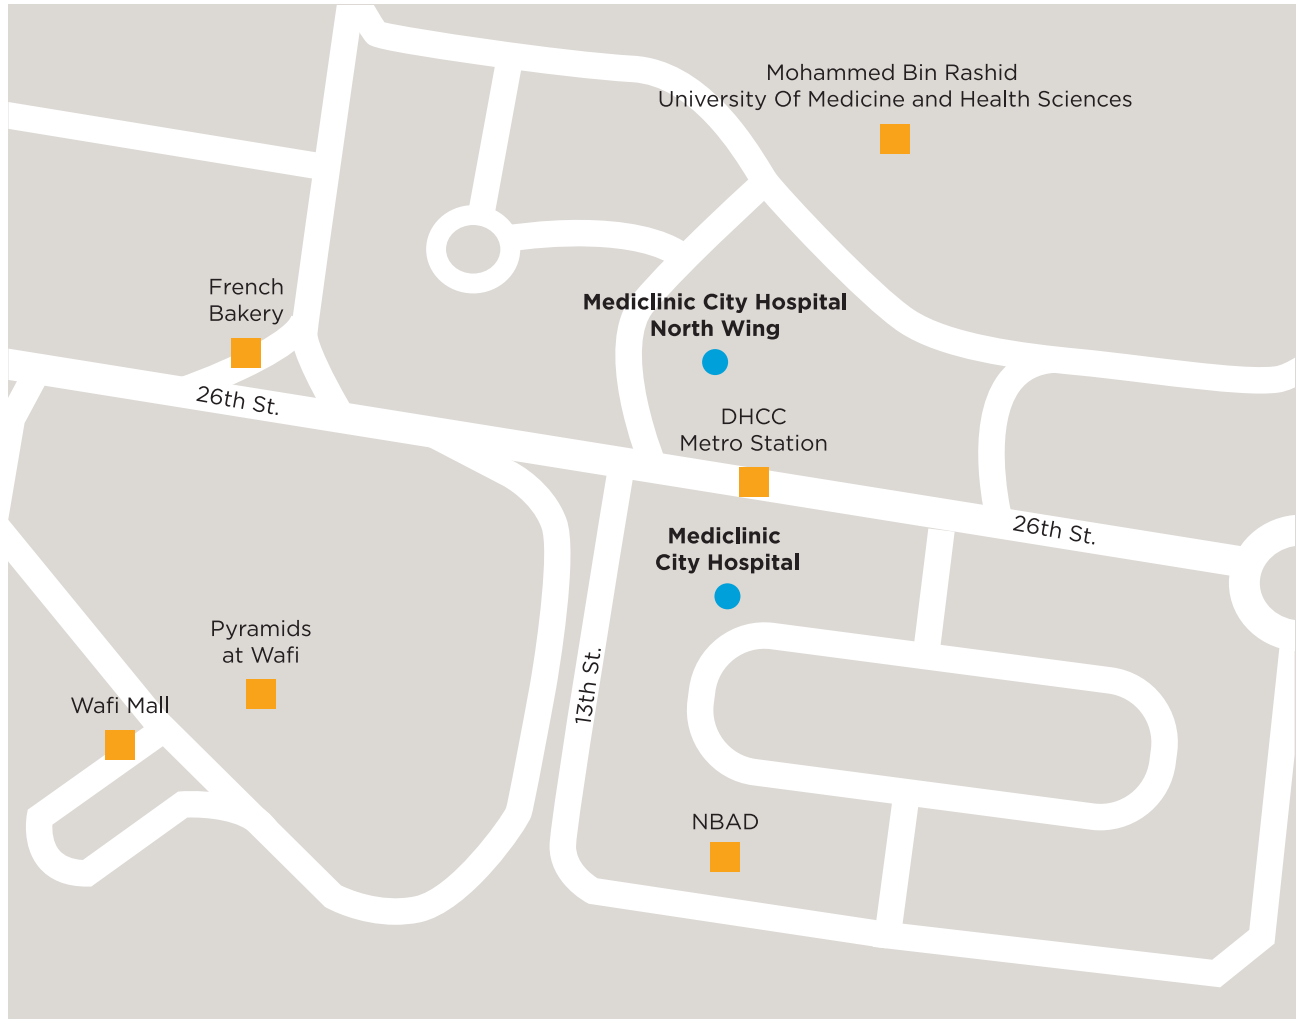 Mohammed Bin Rashid
University Of Medicine and Health Sciences
French
Bakery
Mediclinic City Hospital
North Wing
26th St.
DHCC
Metro Station
26th St.
Mediclinic
City Hospital
Pyramids
at Wafi
13th St.
Wafi Mall
NBAD